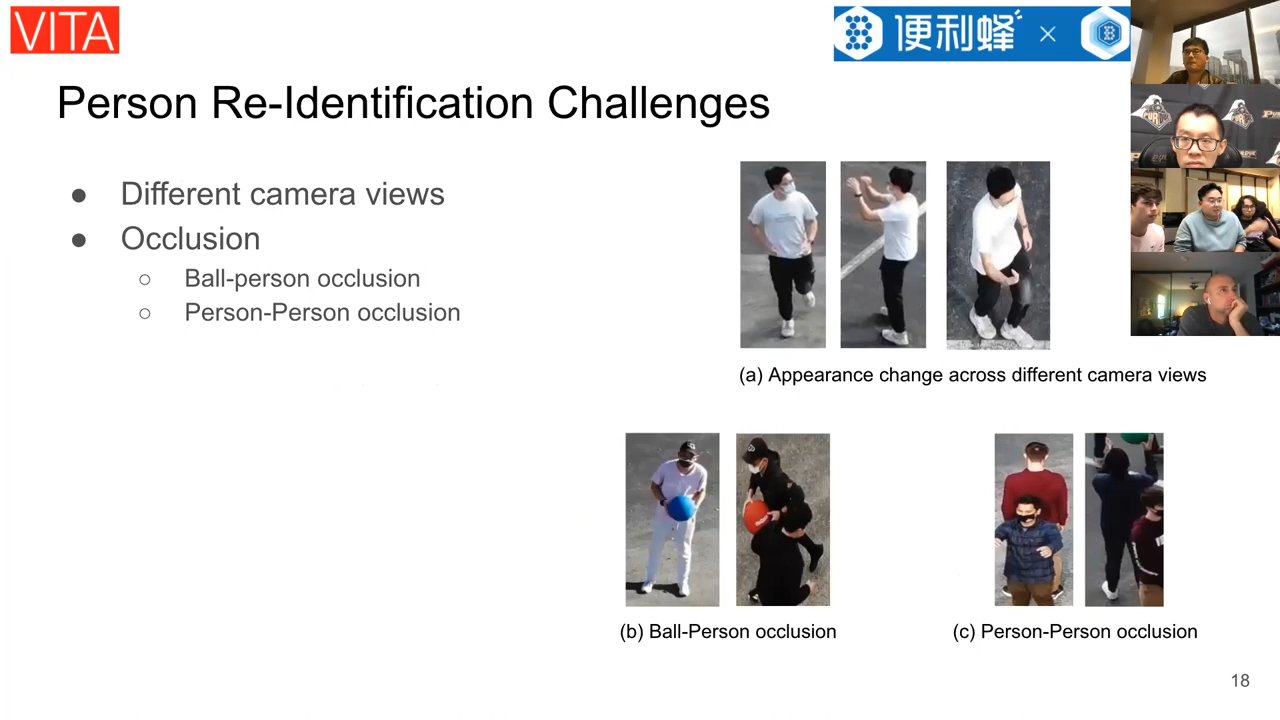 VITA
便利蜂
Person Re-Identification Challenges
● Different camera views
● Occlusion
○ Ball-person occlusion
○ Person-Person occlusion
(a) Appearance change across different camera views
(b) Ball-Person occlusion
(c) Person-Person occlusion
18